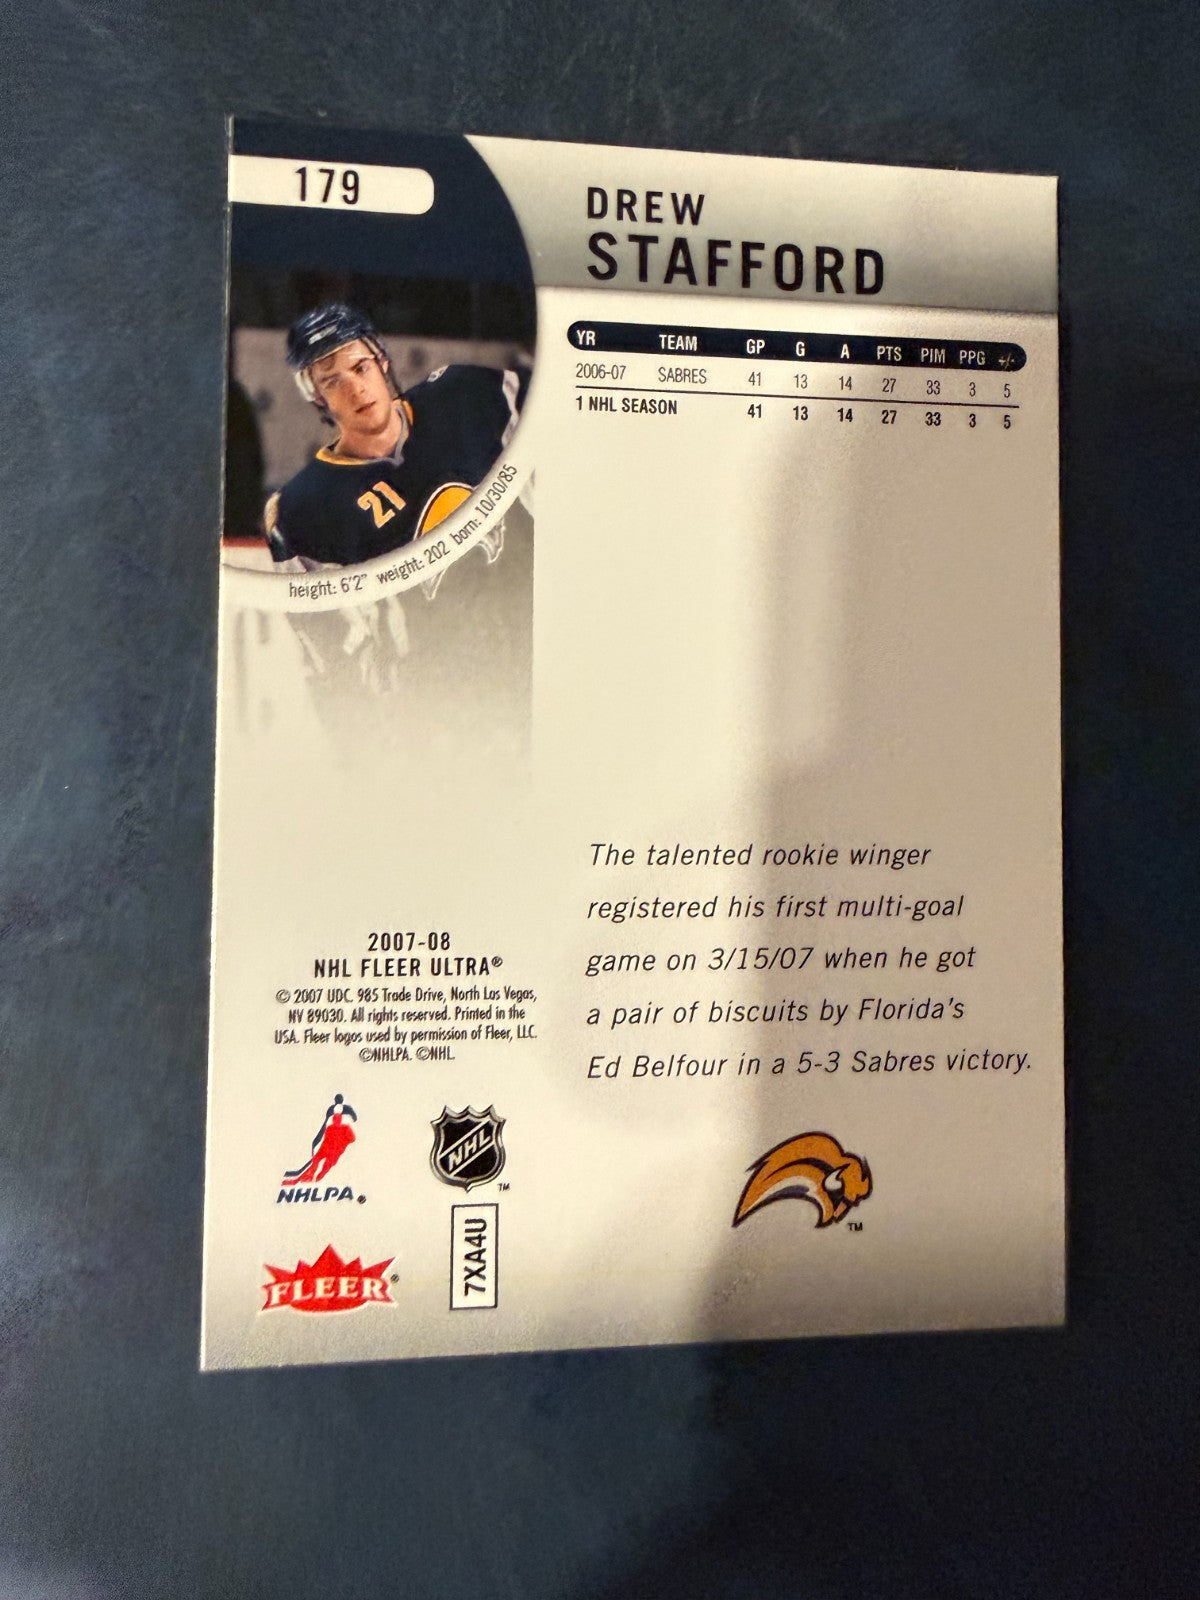 179
DREW
STAFFORD
YR TEAM GP G A PTS PIM PPG +/-
2006-07 SABRES 41 13 14 27 33 3 5
1 NHL SEASON 41 13 14 27 33 3 5
21
height: 6'2" weight: 202 born: 10/30/85
The talented rookie winger
registered his first multi-goal
game on 3/15/07 when he got
a pair of biscuits by Florida's
Ed Belfour in a 5-3 Sabres victory.
2007-08
NHL FLEER ULTRA®
© 2007 UDC. 985 Trade Drive, North Las Vegas,
NV 89030. All rights reserved. Printed in the
USA. Fleer logos used by permission of Fleer, LLC.
©NHLPA. ©NHL.
NHLPA®
NHL TM
TM
FLEER®
7XA4U